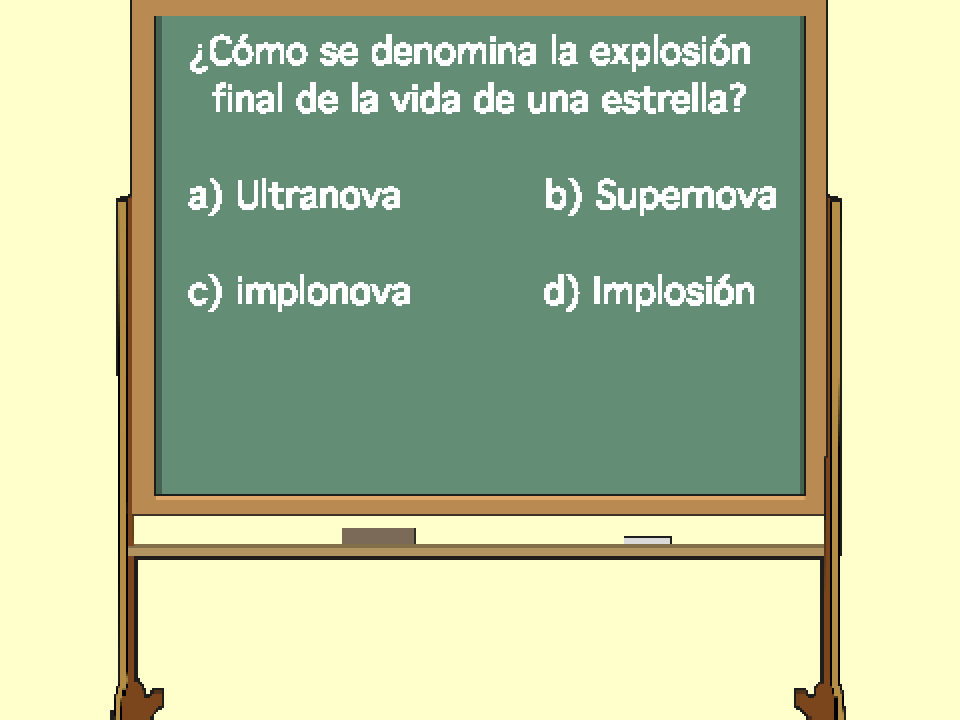 ¿Cómo se denomina la explosión
final de la vida de una estrella?
a) Ultranova b) Supernova
c) implonova d) Implosión